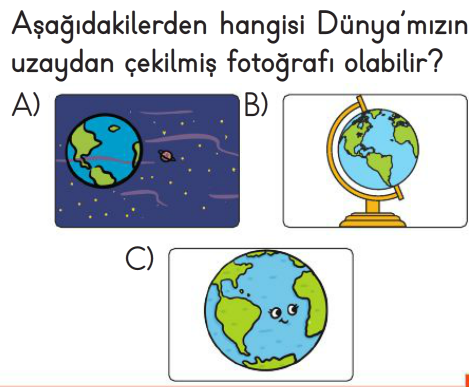 Aşağıdakilerden hangisi Dünya'mızın
uzaydan çekilmiş fotoğrafı olabilir?
A)
B)
C)